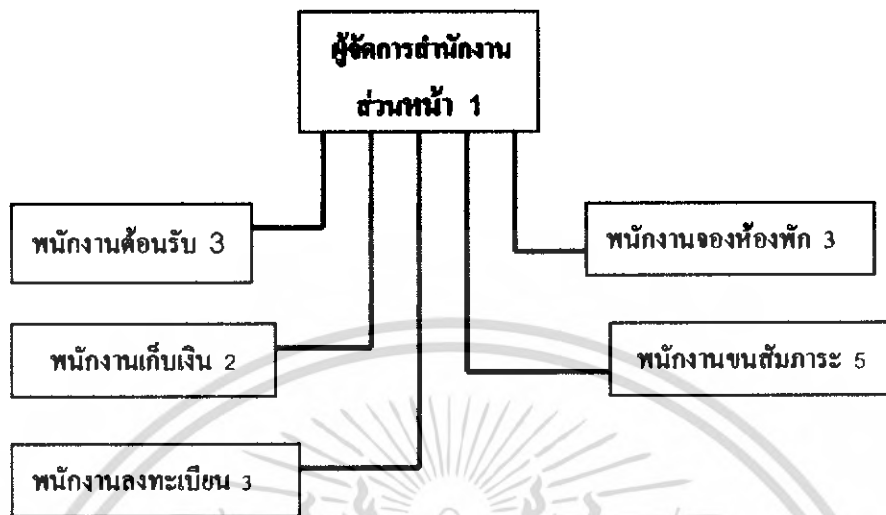 ผู้จัดการสำนักงาน
ส่วนหน้า 1
พนักงานต้อนรับ 3
พนักงานจองห้องพัก 3
พนักงานเก็บเงิน 2
พนักงานขนสัมภาระ 5
พนักงานลงทะเบียน 3